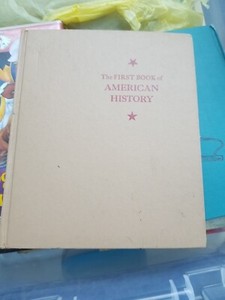 The FIRST BOOK of
AMERICAN
HISTORY